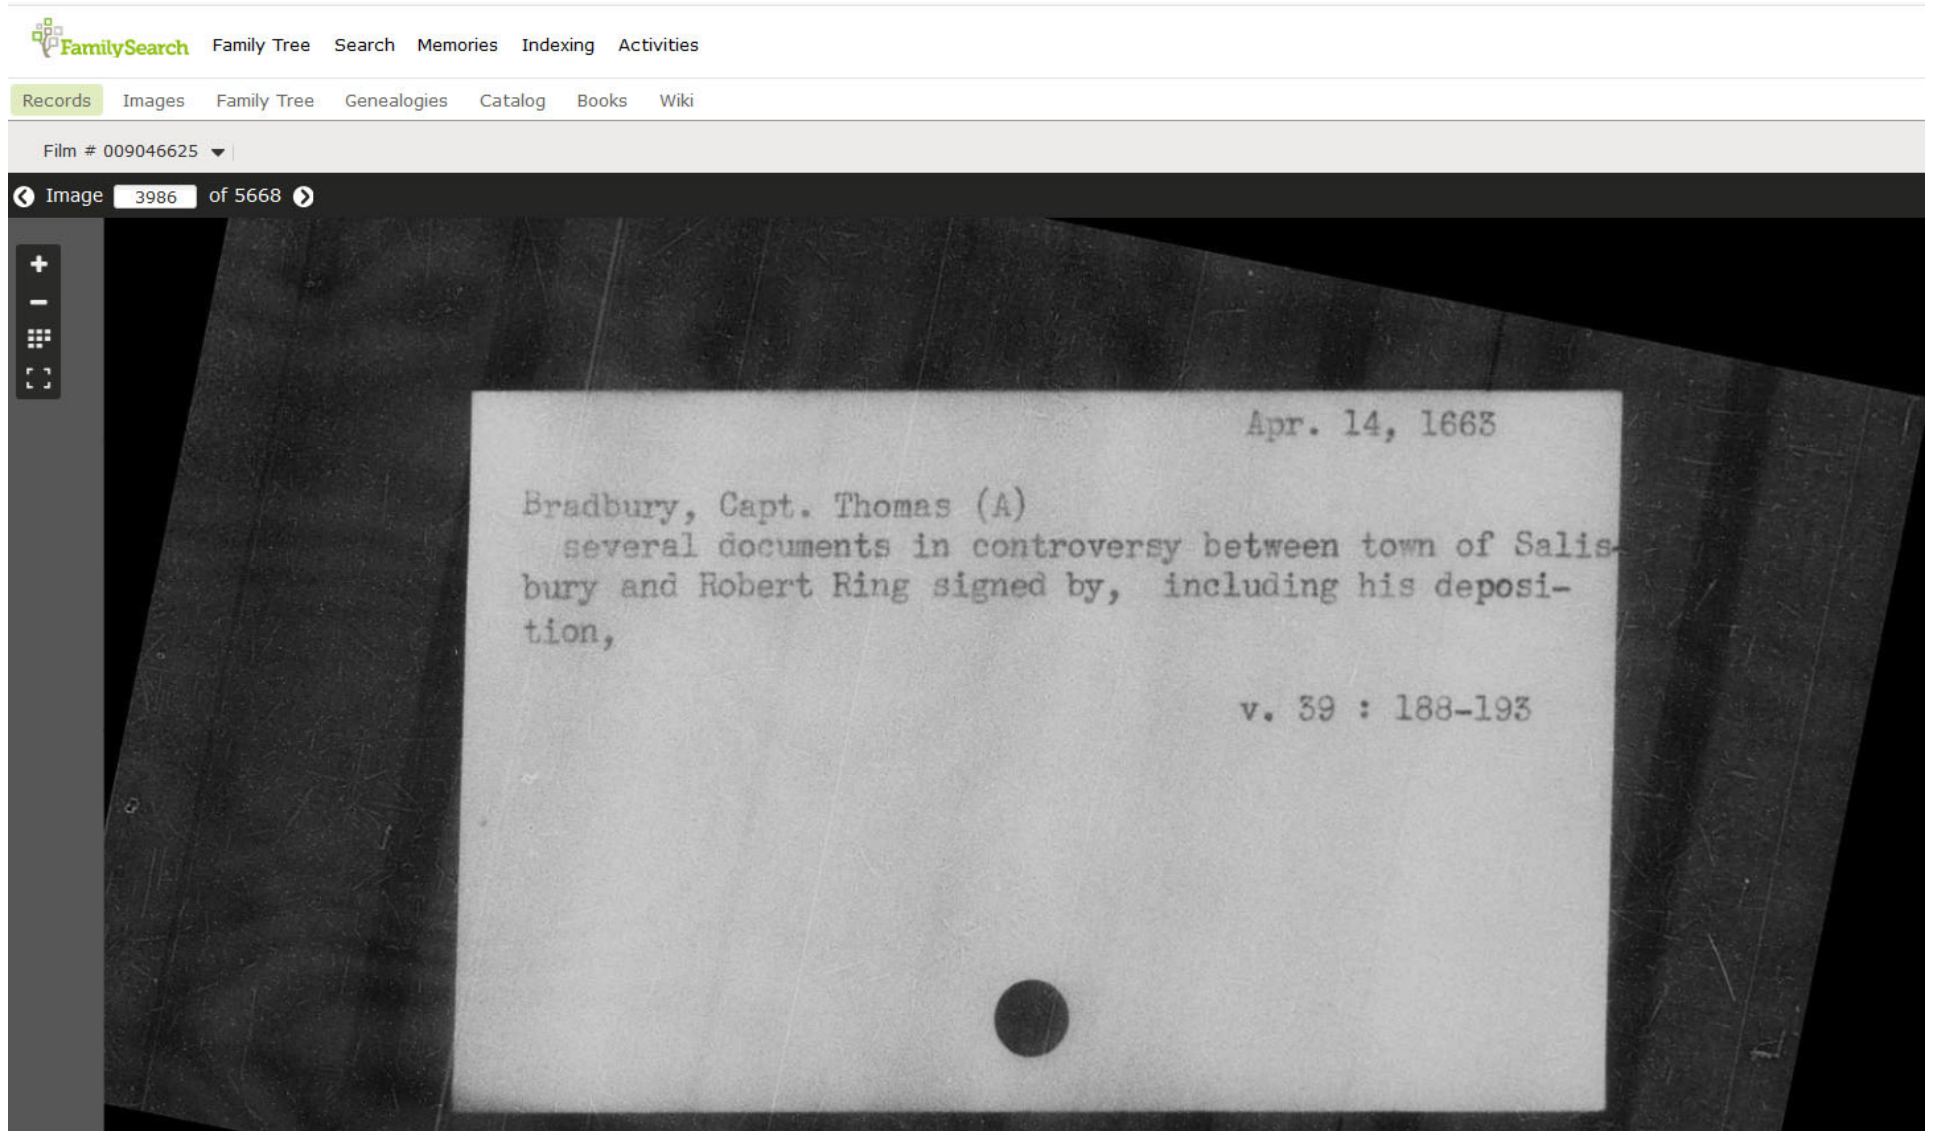 FamilySearch Family Tree Search Memories Indexing Activities
Records Images Family Tree Genealogies Catalog Books Wiki
Film # 009046625
Image 3986 of 5668
Apr. 14, 1663
Bradbury, Capt. Thomas (A)
several documents in controversy between town of Salis-
bury and Robert Ring signed by, including his deposi-
tion,
v. 39 : 188-193